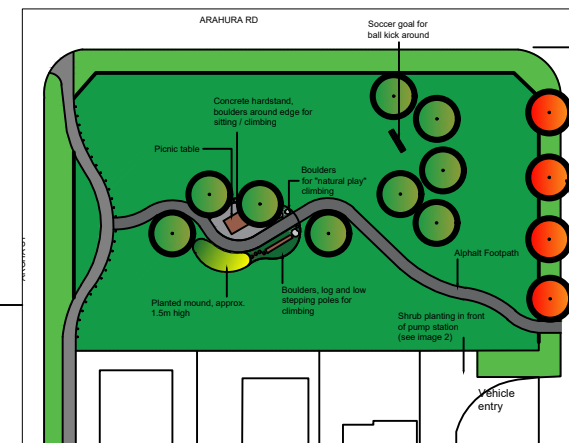 ARAHURA RD
Soccer goal for
ball kick around
Concrete hardstand,
boulders around edge for
sitting / climbing
Picnic table
Boulders
for "natural play"
climbing
Alphalt Footpath
Planted mound, approx.
1.5m high
Boulders, log and low
stepping poles for
climbing
Shrub planting in front
of pump station
(see image 2)
Vehicle
entry